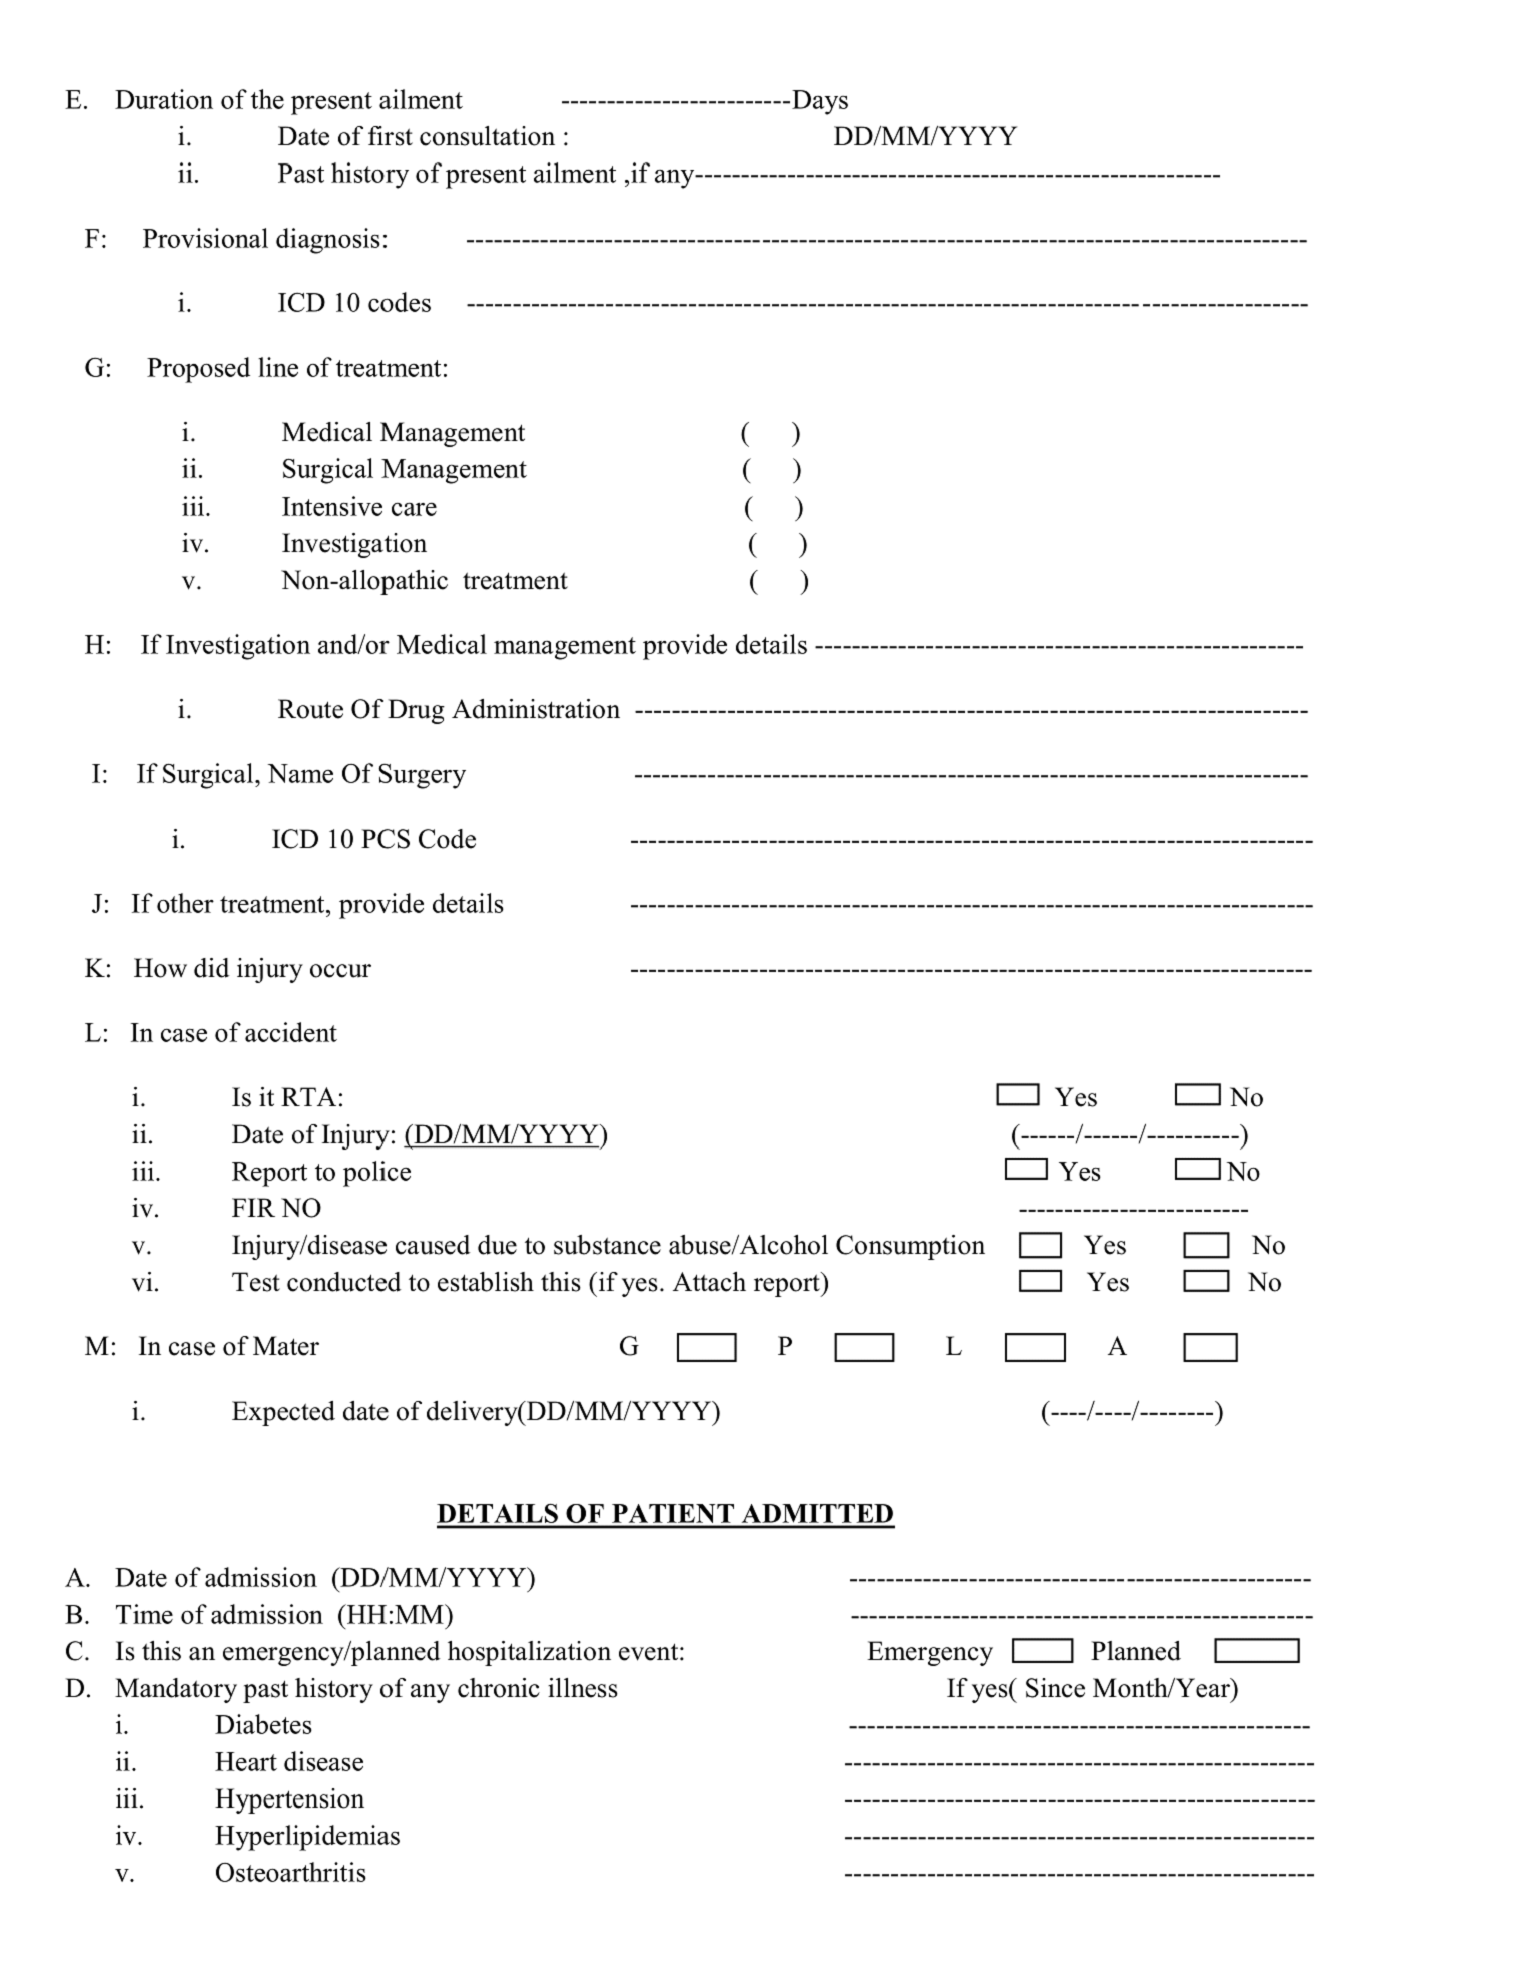 E. Duration of the present ailment -------------------------Days
i. Date of first consultation : DD/MM/YYYY
ii. Past history of present ailment ,if any---------------------------------------------------------
F: Provisional diagnosis: -------------------------------------------------------------------------------------------
i. ICD 10 codes -------------------------------------------------------------------------------------------
G: Proposed line of treatment:
i. Medical Management ( )
ii. Surgical Management ( )
iii. Intensive care ( )
iv. Investigation ( )
v. Non-allopathic treatment ( )
H: If Investigation and/or Medical management provide details -----------------------------------------------------
i. Route Of Drug Administration -------------------------------------------------------------------------
I: If Surgical, Name Of Surgery -------------------------------------------------------------------------
i. ICD 10 PCS Code --------------------------------------------------------------------------
J: If other treatment, provide details --------------------------------------------------------------------------
K: How did injury occur --------------------------------------------------------------------------
L: In case of accident
i. Is it RTA: Yes No
ii. Date of Injury: (DD/MM/YYYY) (------/------/----------)
iii. Report to police Yes No
iv. FIR NO -------------------------
v. Injury/disease caused due to substance abuse/Alcohol Consumption Yes No
vi. Test conducted to establish this (if yes. Attach report) Yes No
M: In case of Mater G P L A
i. Expected date of delivery(DD/MM/YYYY) (----/----/--------)
DETAILS OF PATIENT ADMITTED
A. Date of admission (DD/MM/YYYY) --------------------------------------------------
B. Time of admission (HH:MM) --------------------------------------------------
C. Is this an emergency/planned hospitalization event: Emergency Planned
D. Mandatory past history of any chronic illness If yes( Since Month/Year)
i. Diabetes --------------------------------------------------
ii. Heart disease ---------------------------------------------------
iii. Hypertension ---------------------------------------------------
iv. Hyperlipidemias ---------------------------------------------------
v. Osteoarthritis ---------------------------------------------------